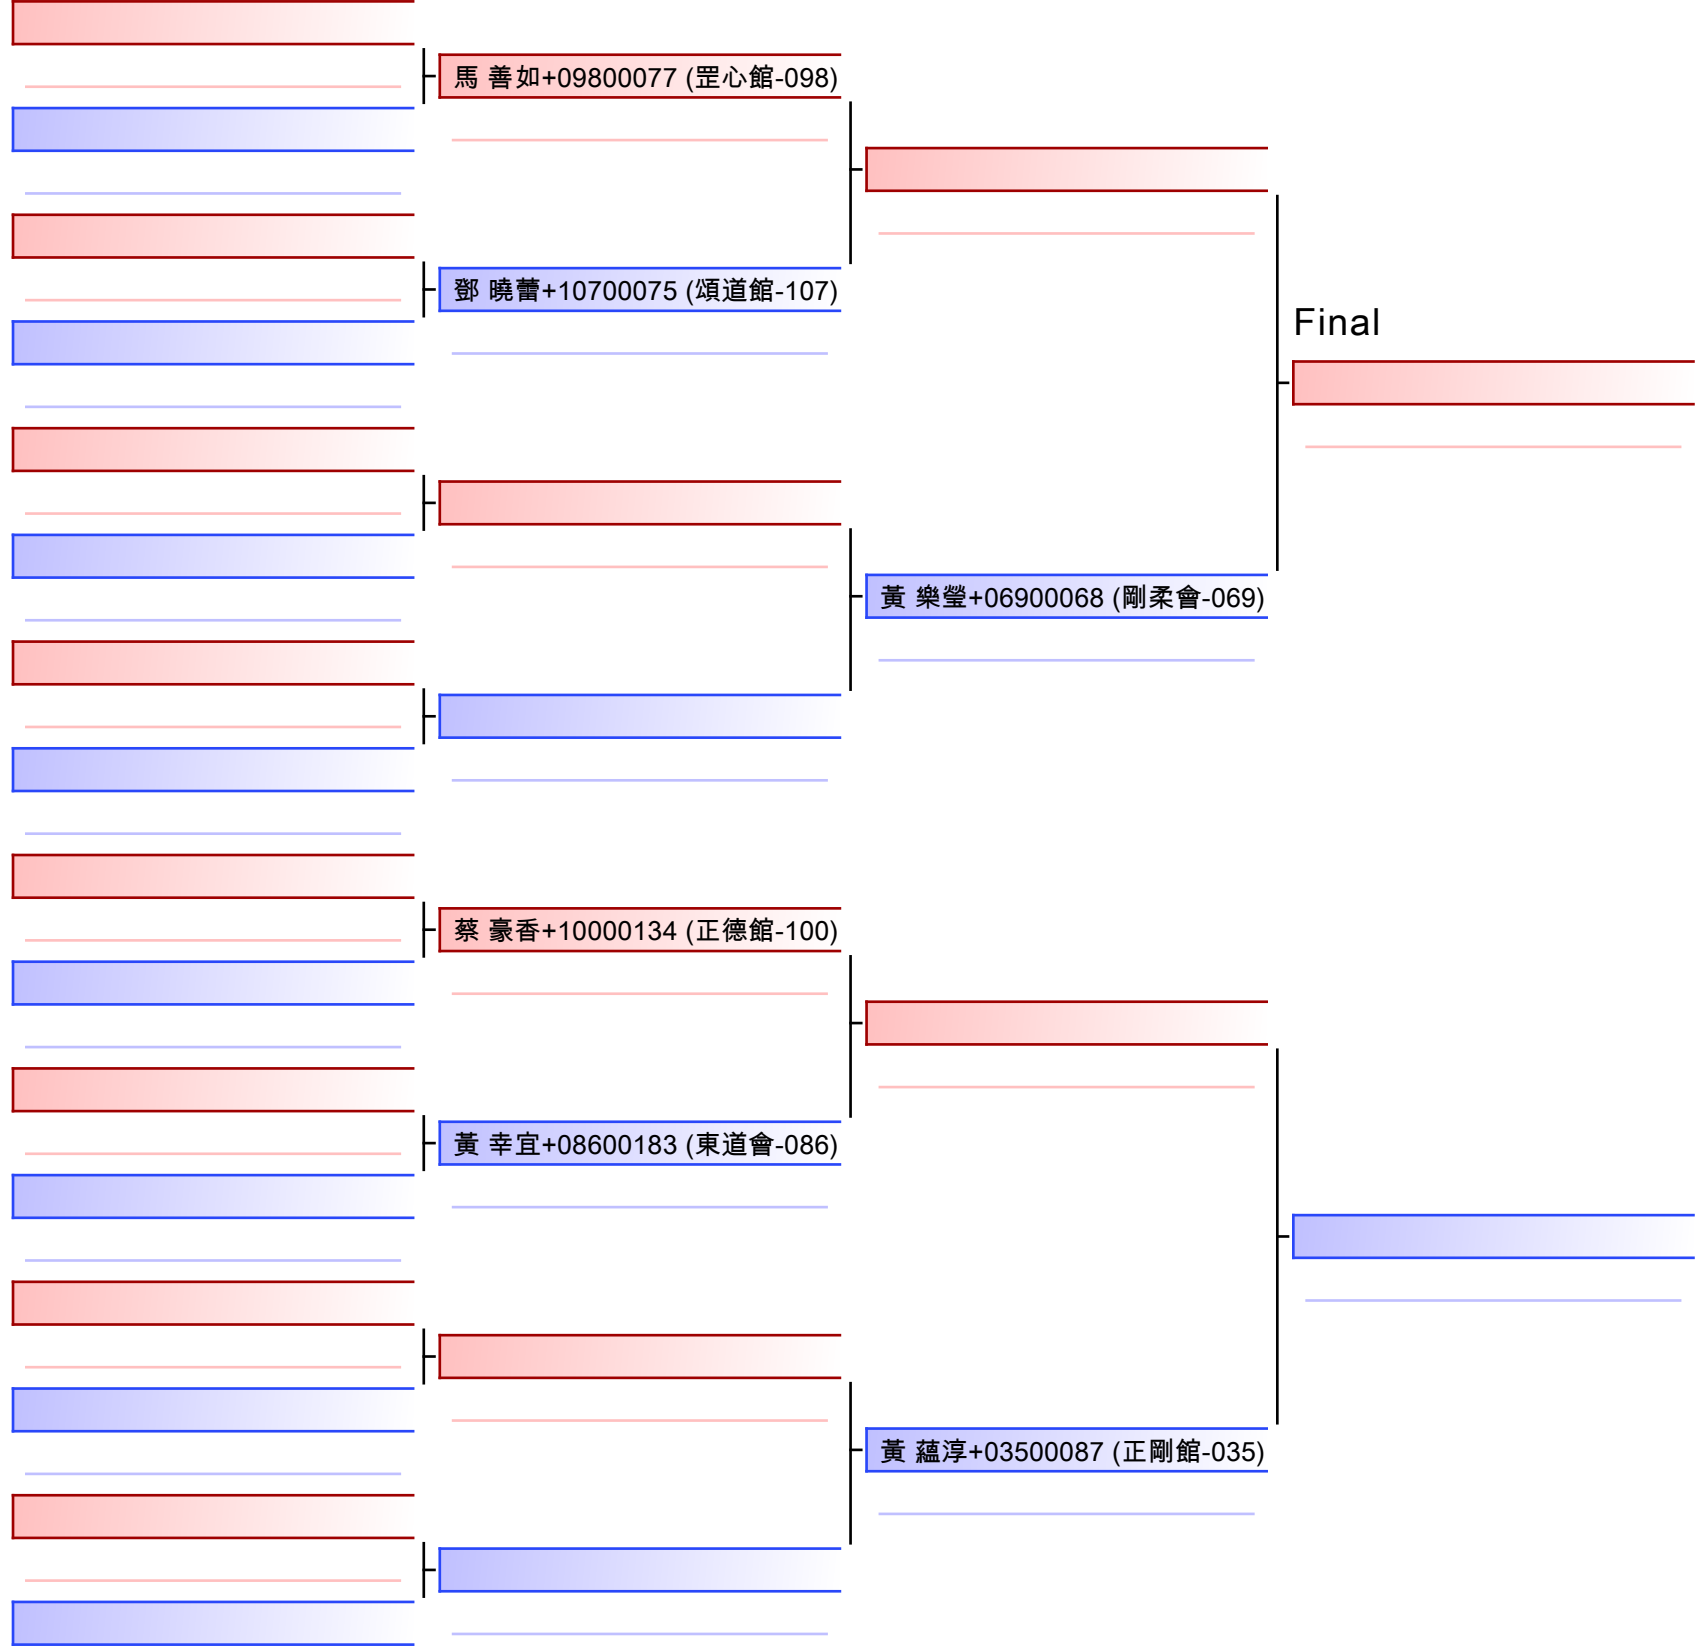 馬 善如+09800077 (罡心館-098)
鄧 曉蕾+10700075 (頌道館-107)
Final
黃 樂瑩+06900068 (剛柔會-069)
蔡 豪香+10000134 (正德館-100)
黃 幸宜+08600183 (東道會-086)
黃 蘊淳+03500087 (正剛館-035)